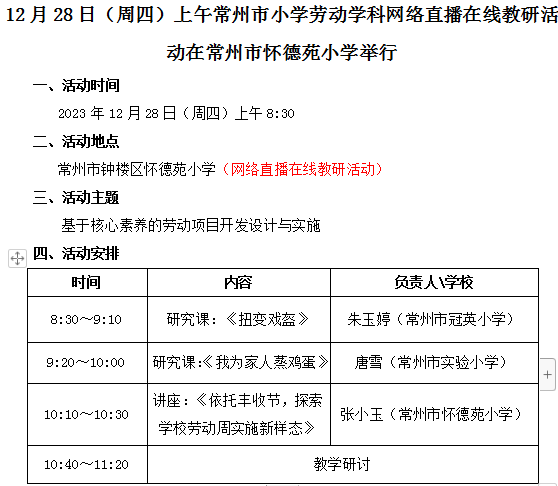 12月28日（周四）上午常州市小学劳动学科网络直播在线教研活
动在常州市怀德苑小学举行
一、活动时间
2023年12月28日（周四）上午8:30
二、活动地点
常州市钟楼区怀德苑小学（网络直播在线教研活动）
三、活动主题
基于核心素养的劳动项目开发设计与实施
四、活动安排
时间 内容 负责人\学校
8:30～9:10 研究课：《扭变戏盔》 朱玉婷（常州市冠英小学）
9:20～10:00 研究课：《我为家人蒸鸡蛋》 唐雪（常州市实验小学）
10:10～10:30 讲座：《依托丰收节，探索
学校劳动周实施新样态》 张小玉（常州市怀德苑小学）
10:40～11:20 教学研讨